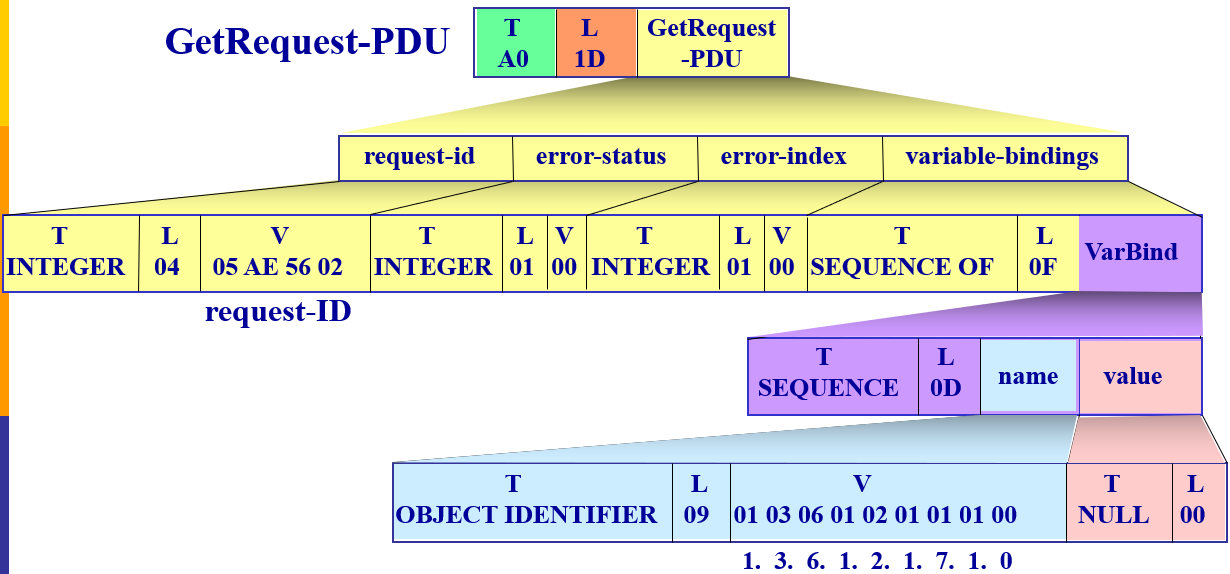 GetRequest-PDU
T L GetRequest
A0 1D -PDU
request-id error-status error-index variable-bindings
T L V T L V T L V T L VarBind
INTEGER 04 05 AE 56 02 INTEGER 01 00 INTEGER 01 00 SEQUENCE OF 0F
request-ID
T L name value
SEQUENCE 0D
T L V T L
OBJECT IDENTIFIER 09 01 03 06 01 02 01 01 01 00 NULL 00
1. 3. 6. 1. 2. 1. 7. 1. 0